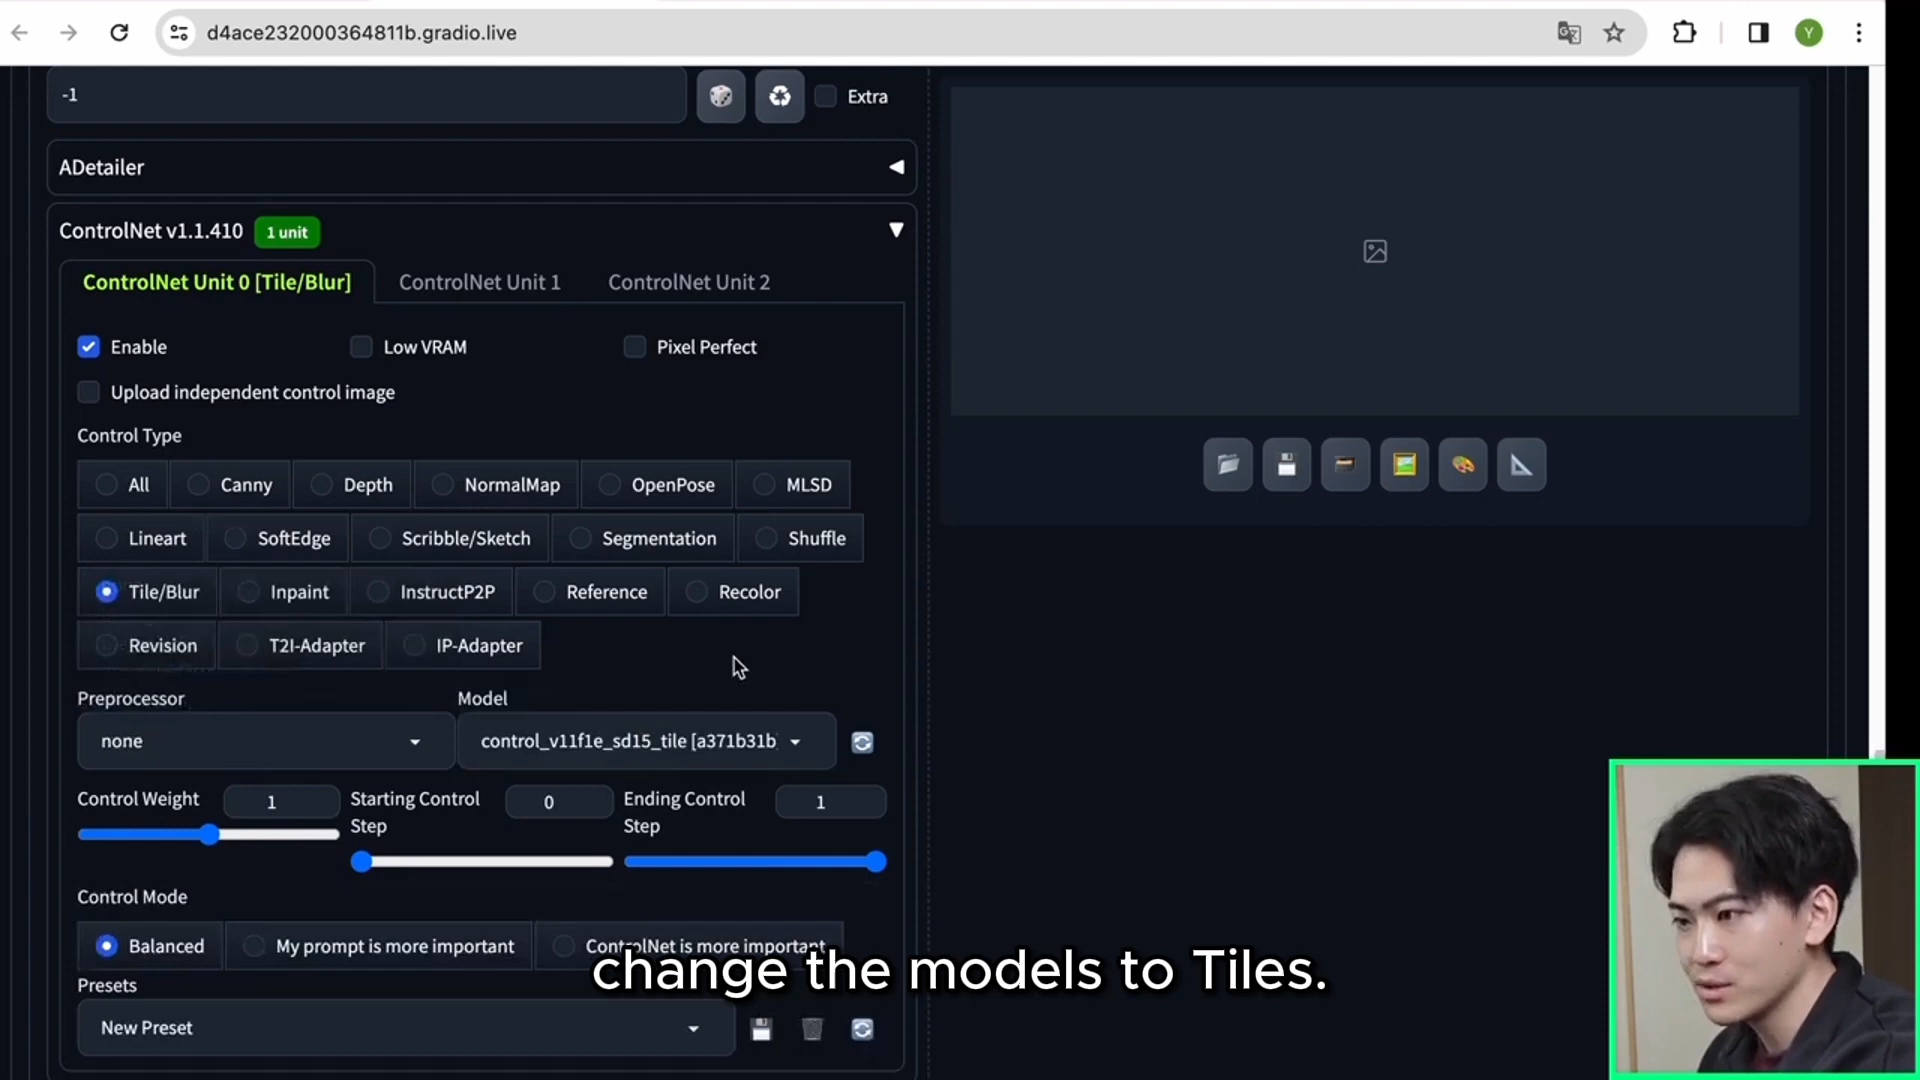 d4ace232000364811b.gradio.live
Y
-1
Extra
ADetailer
ControlNet v1.1.410
1 unit
ControlNet Unit 0 [Tile/Blur]
ControlNet Unit 1
ControlNet Unit 2
Enable
Low VRAM
Pixel Perfect
Upload independent control image
Control Type
All
Canny
Depth
NormalMap
OpenPose
MLSD
Lineart
SoftEdge
Scribble/Sketch
Segmentation
Shuffle
Tile/Blur
Inpaint
InstructP2P
Reference
Recolor
Revision
T2I-Adapter
IP-Adapter
Preprocessor
Model
none
control_v11f1e_sd15_tile [a371b31b
Control Weight
1
Starting Control
Step
0
Ending Control
Step
1
Control Mode
Balanced
My prompt is more important
ControlNet is more important
change the models to Tiles.
Presets
New Preset